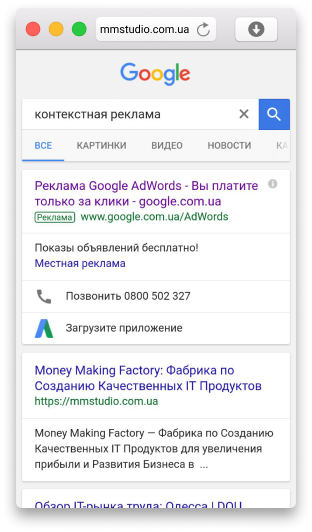 mmstudio.com.ua
Google
контекстная реклама
ВСЕ КАРТИНКИ ВИДЕО НОВОСТИ КА
Реклама Google AdWords - Вы платите
только за клики - google.com.ua
Реклама www.google.com.ua/AdWords
Показы объявлений бесплатно!
Местная реклама
Позвонить 0800 502 327
Загрузите приложение
Money Making Factory: Фабрика по
Созданию Качественных IT Продуктов
https://mmstudio.com.ua
Money Making Factory — Фабрика по Созданию
Качественных IT Продуктов для увеличения
прибыли и Развития Бизнеса в ...
Обзор IT-рынка труда: Одесса | DOU